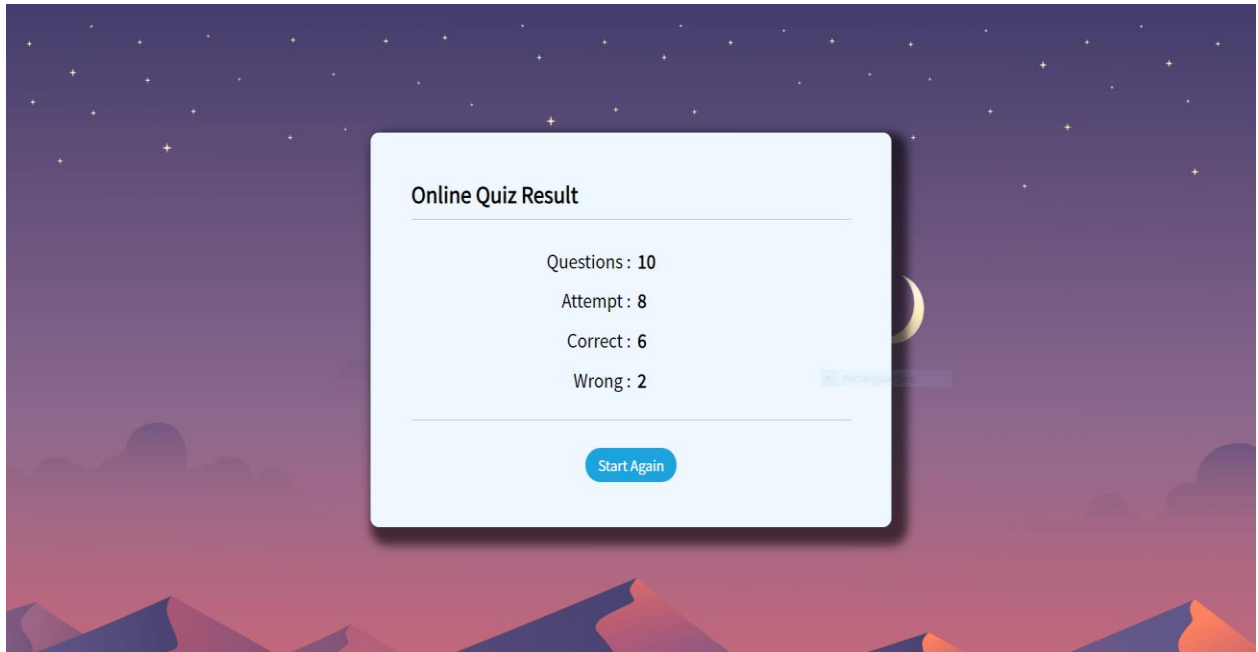 Online Quiz Result
Questions : 10
Attempt : 8
Correct : 6
Wrong : 2
Start Again